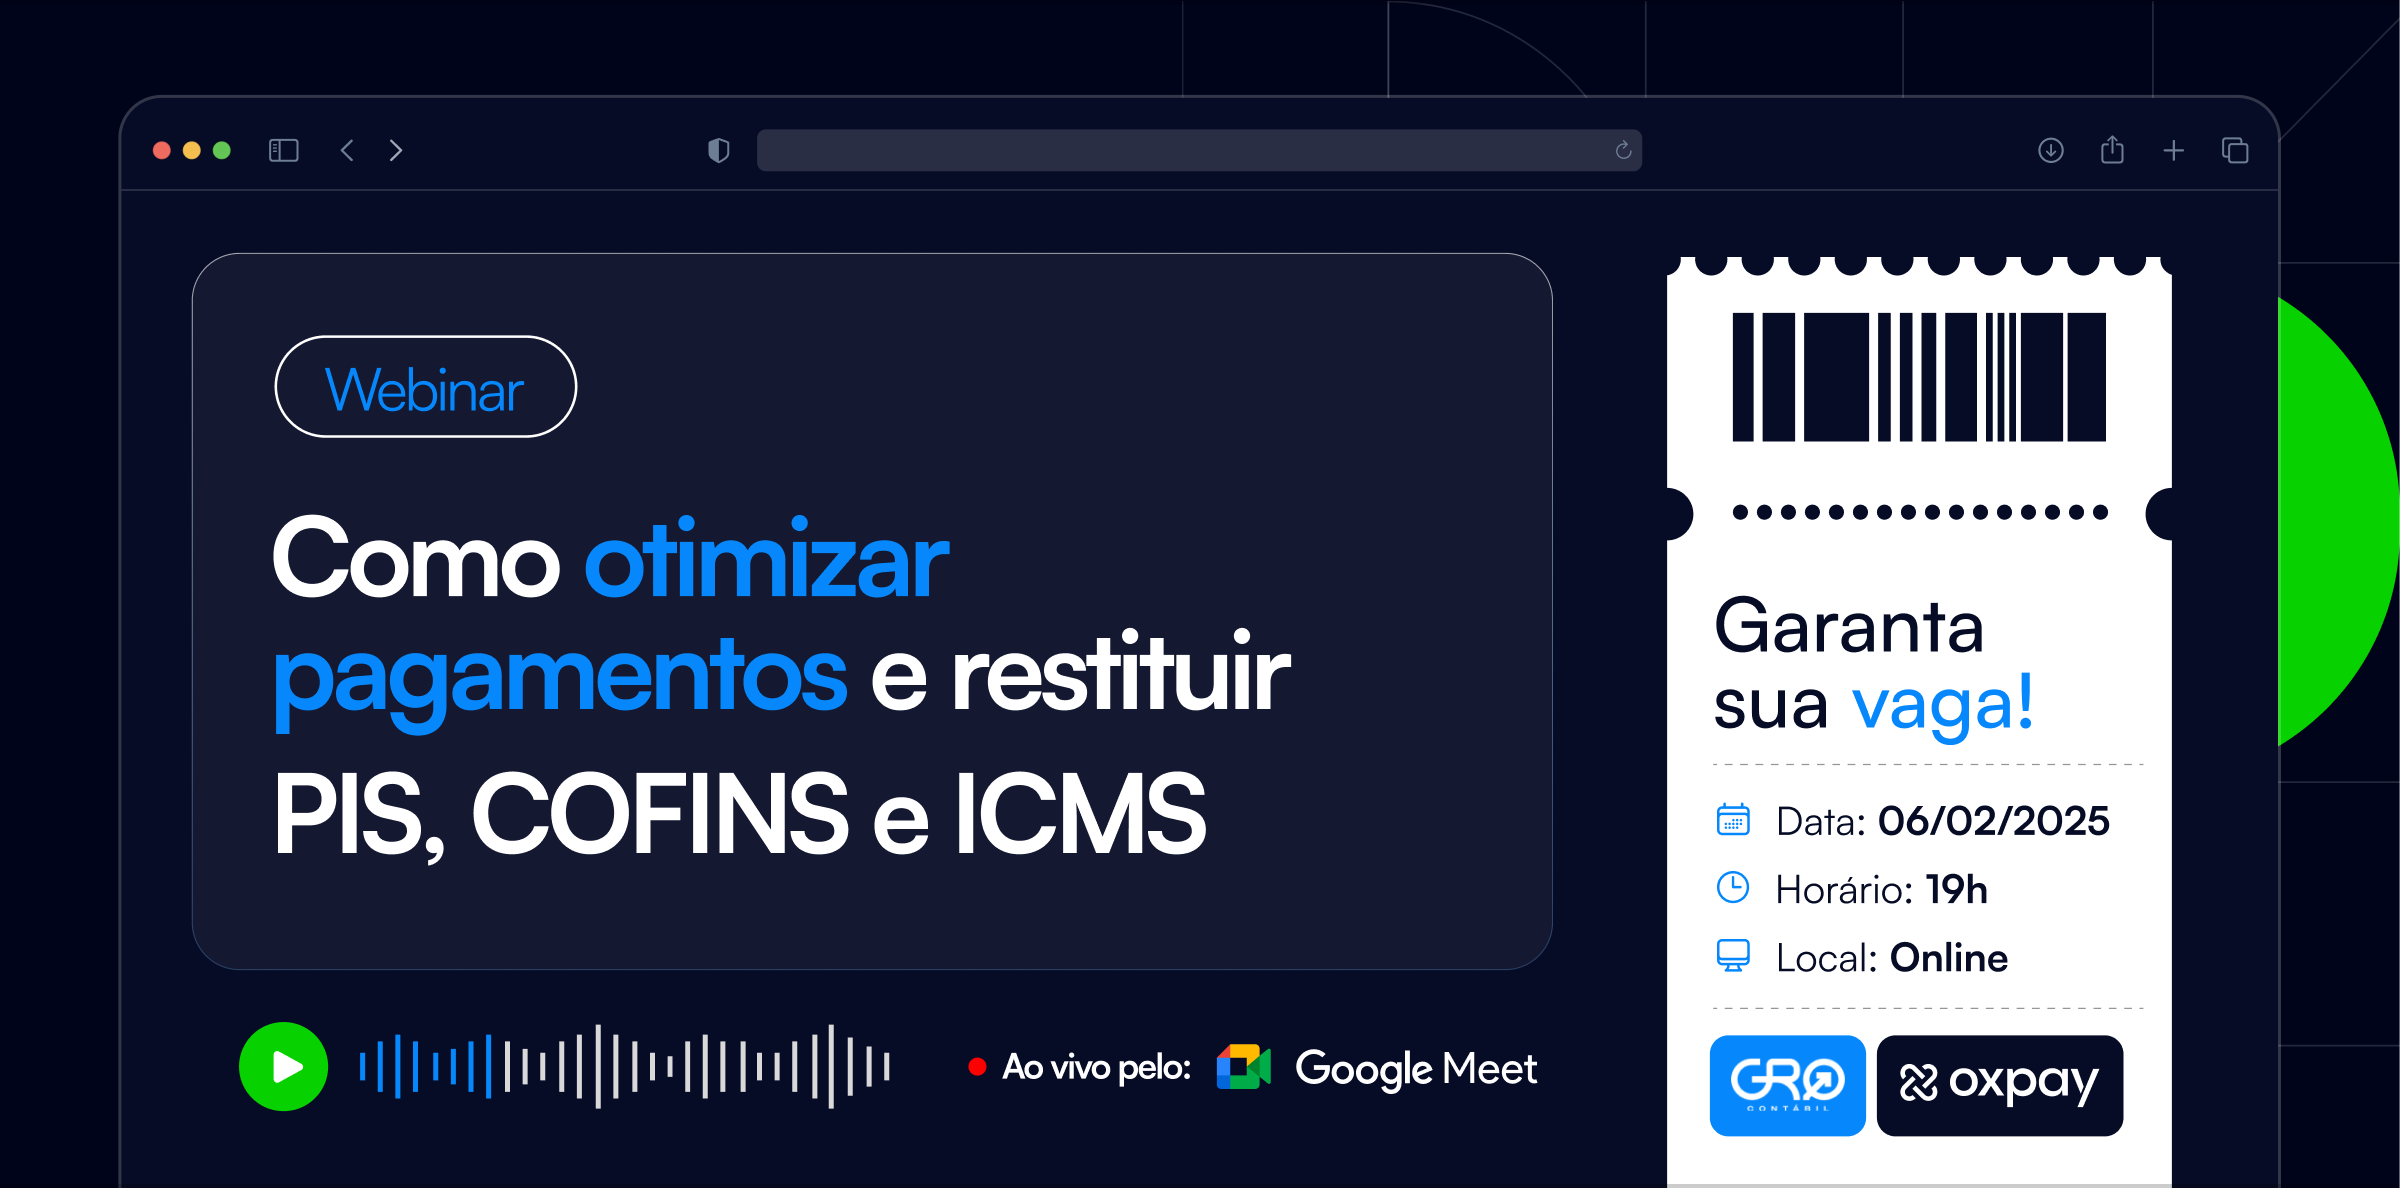 Webinar
Como otimizar
pagamentos e restituir
PIS, COFINS e ICMS
Ao vivo pelo: Google Meet
Garanta
sua vaga!
Data: 06/02/2025
Horário: 19h
Local: Online
GRO
CONTÁBIL
oxpay